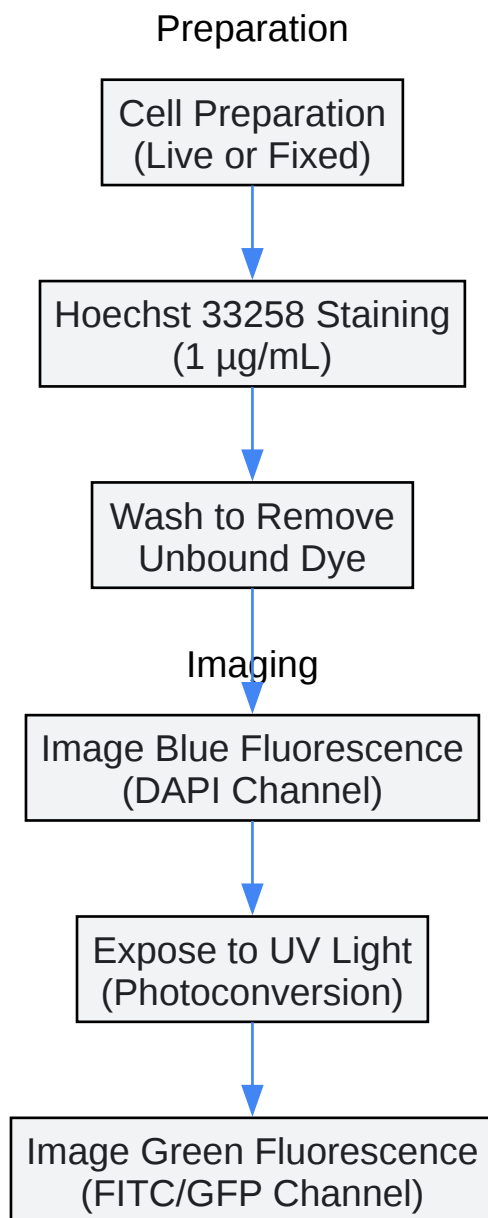 Preparation
Cell Preparation
(Live or Fixed)
Hoechst 33258 Staining
(1 µg/mL)
Wash to Remove
Unbound Dye
Imaging
Image Blue Fluorescence
(DAPI Channel)
Expose to UV Light
(Photoconversion)
Image Green Fluorescence
(FITC/GFP Channel)